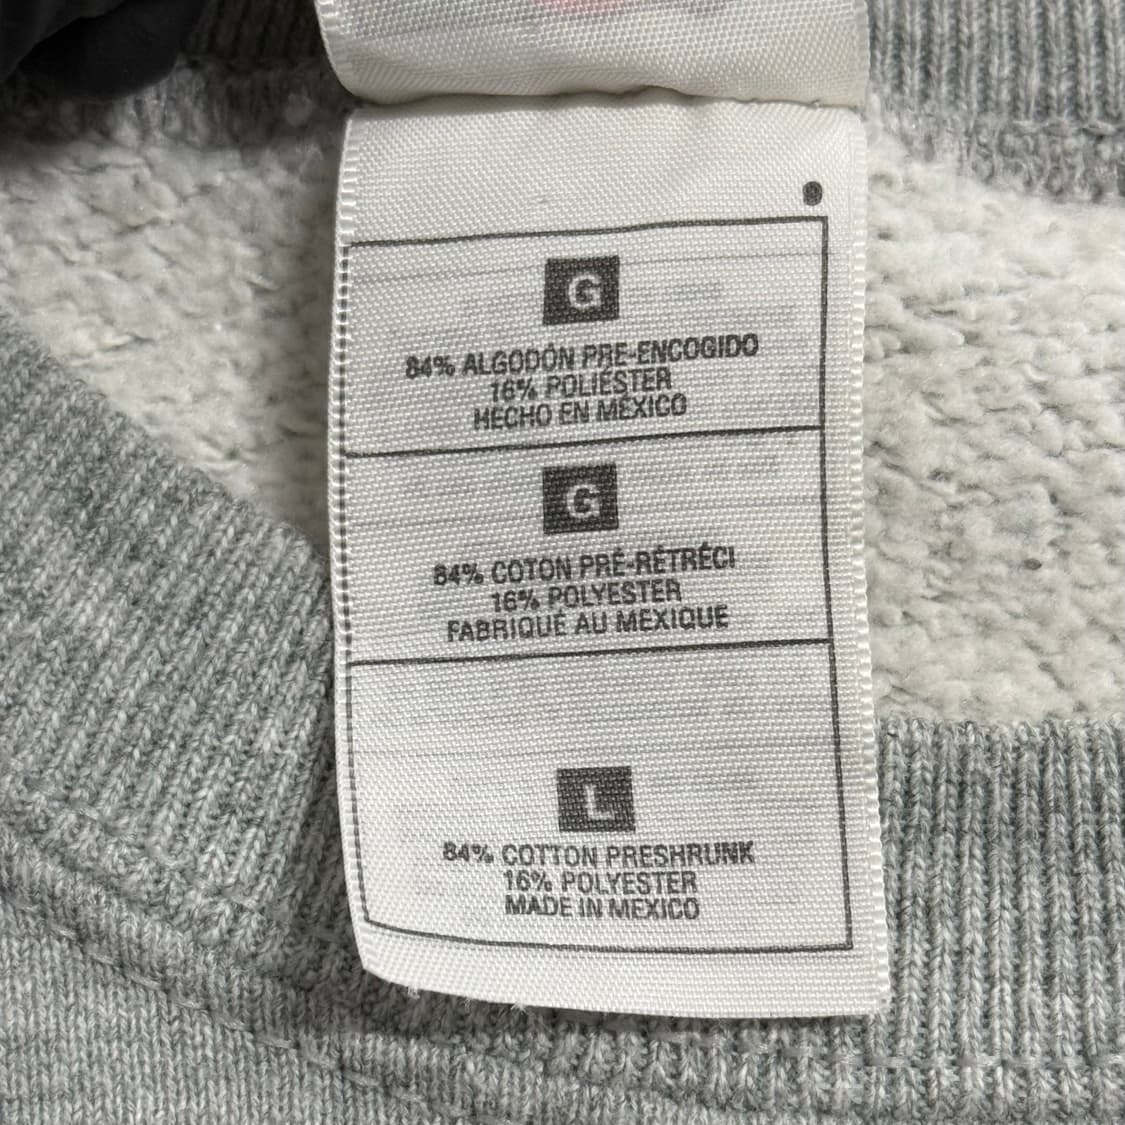 G
84% ALGODÓN PRE-ENCOGIDO
16% POLIÉSTER
HECHO EN MÉXICO
G
84% COTON PRÉ-RÉTRÉCI
16% POLYESTER
FABRIQUÉ AU MEXIQUE
L
84% COTTON PRESHRUNK
16% POLYESTER
MADE IN MEXICO